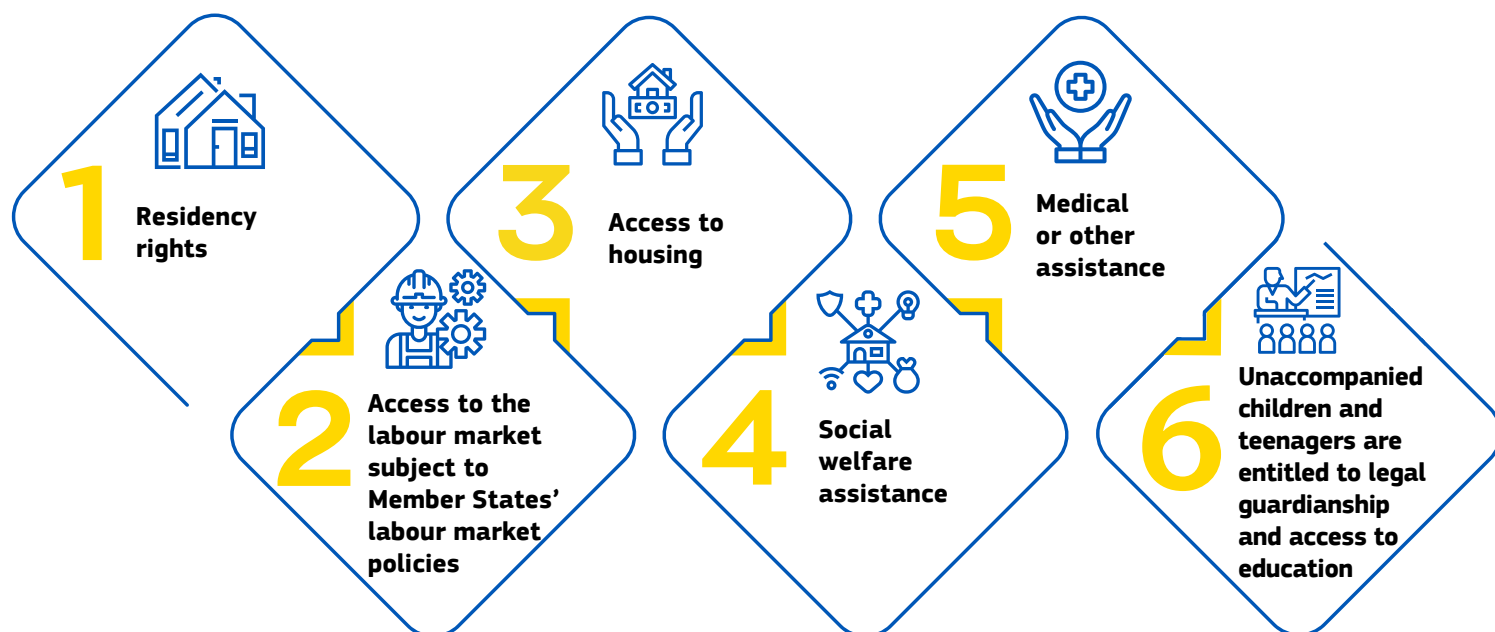 1
Residency
rights
2
Access to the
labour market
subject to
Member States’
labour market
policies
3
Access to
housing
4
Social
welfare
assistance
5
Medical
or other
assistance
6
Unaccompanied
children and
teenagers are
entitled to legal
guardianship
and access to
education